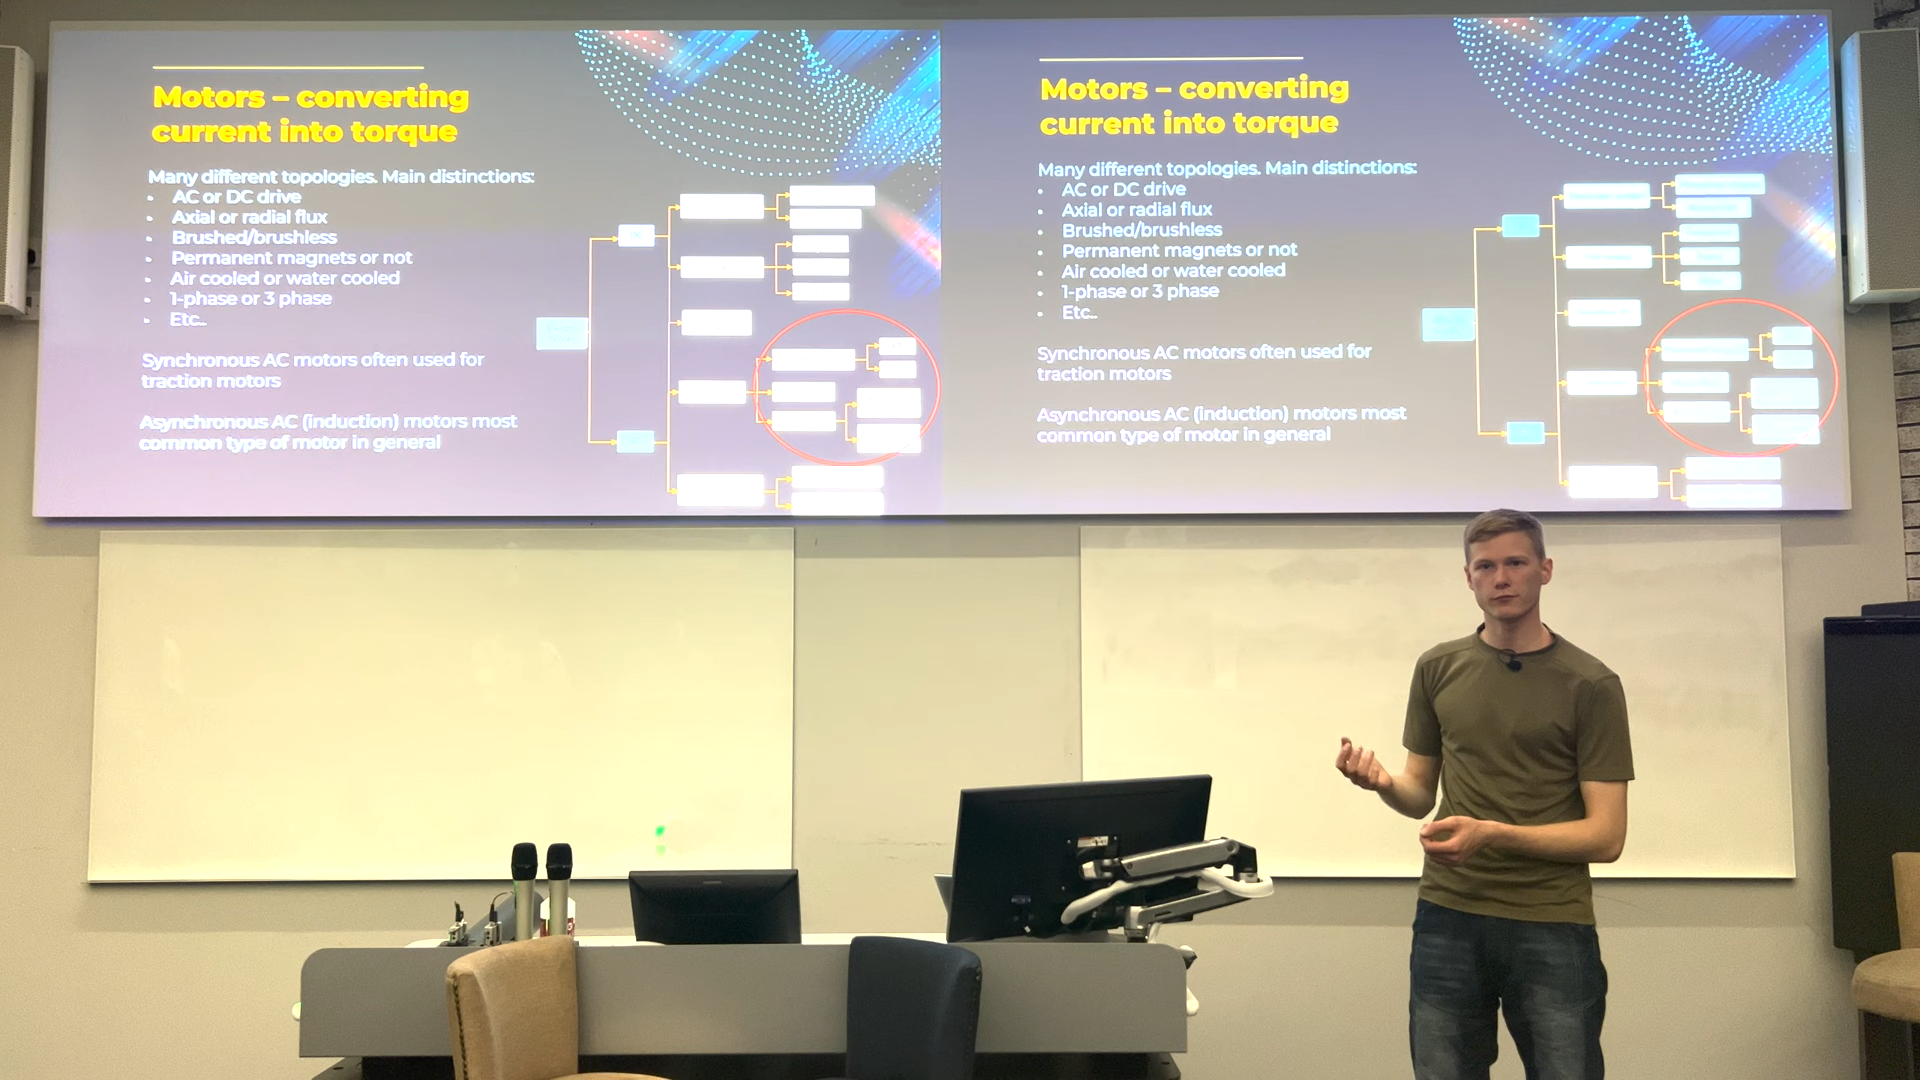 Motors – converting
current into torque
Many different topologies. Main distinctions:
• AC or DC drive
• Axial or radial flux
• Brushed/brushless
• Permanent magnets or not
• Air cooled or water cooled
• 1-phase or 3 phase
• Etc..
Synchronous AC motors often used for
traction motors
Asynchronous AC (induction) motors most
common type of motor in general
Motors – converting
current into torque
Many different topologies. Main distinctions:
• AC or DC drive
• Axial or radial flux
• Brushed/brushless
• Permanent magnets or not
• Air cooled or water cooled
• 1-phase or 3 phase
• Etc..
Synchronous AC motors often used for
traction motors
Asynchronous AC (induction) motors most
common type of motor in general